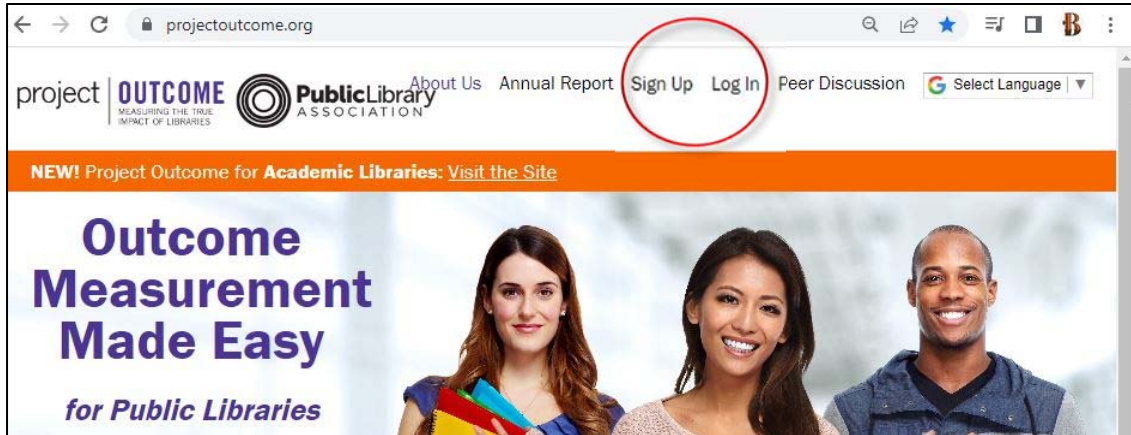 projectoutcome.org
project OUTCOME
MEASURING THE TRUE
IMPACT OF LIBRARIES
PublicLibrary
ASSOCIATION
About Us Annual Report Sign Up Log In Peer Discussion Select Language
NEW! Project Outcome for Academic Libraries: Visit the Site
Outcome
Measurement
Made Easy
for Public Libraries